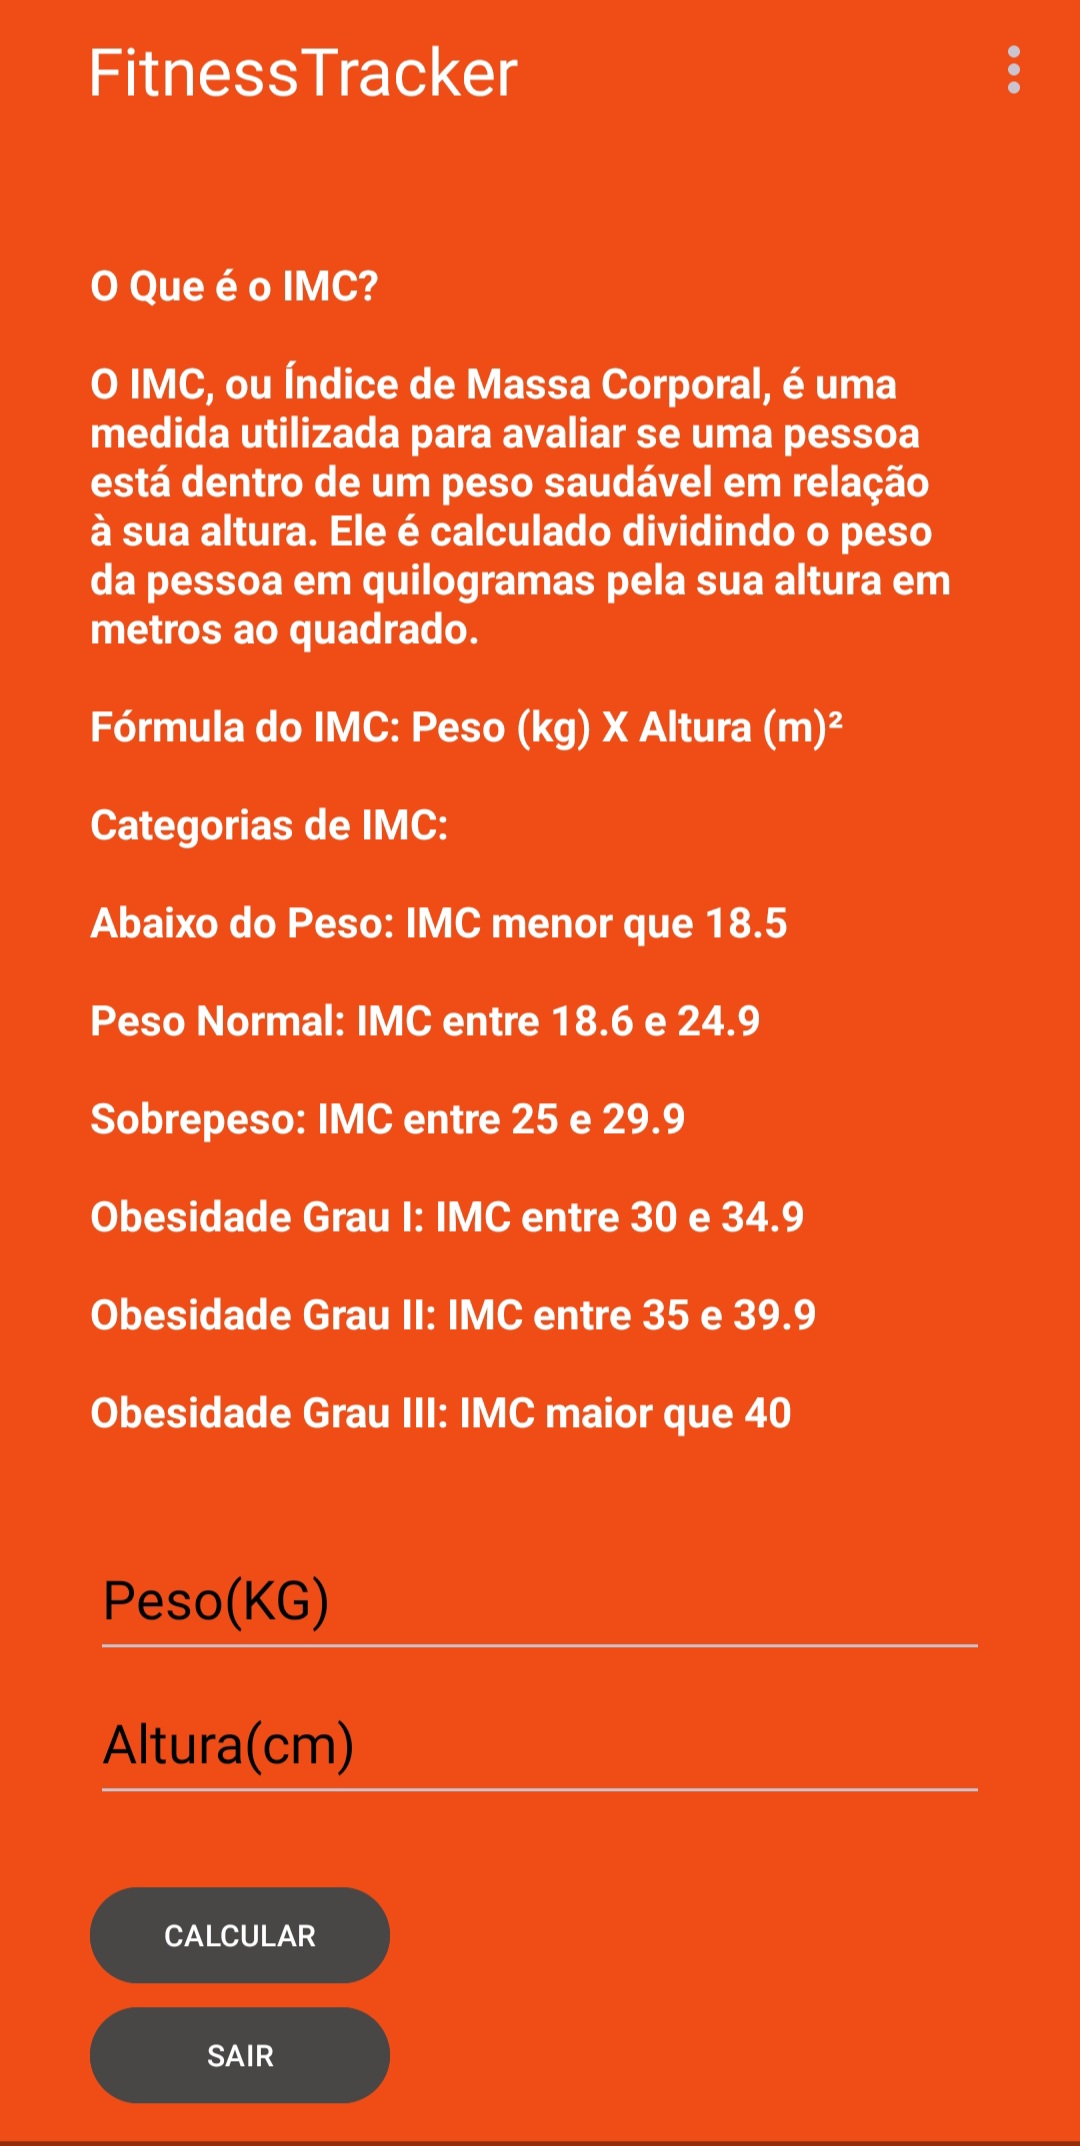 FitnessTracker
O Que é o IMC?
O IMC, ou Índice de Massa Corporal, é uma
medida utilizada para avaliar se uma pessoa
está dentro de um peso saudável em relação
à sua altura. Ele é calculado dividindo o peso
da pessoa em quilogramas pela sua altura em
metros ao quadrado.
Fórmula do IMC: Peso (kg) X Altura (m)²
Categorias de IMC:
Abaixo do Peso: IMC menor que 18.5
Peso Normal: IMC entre 18.6 e 24.9
Sobrepeso: IMC entre 25 e 29.9
Obesidade Grau I: IMC entre 30 e 34.9
Obesidade Grau II: IMC entre 35 e 39.9
Obesidade Grau III: IMC maior que 40
Peso(KG)
Altura(cm)
CALCULAR
SAIR